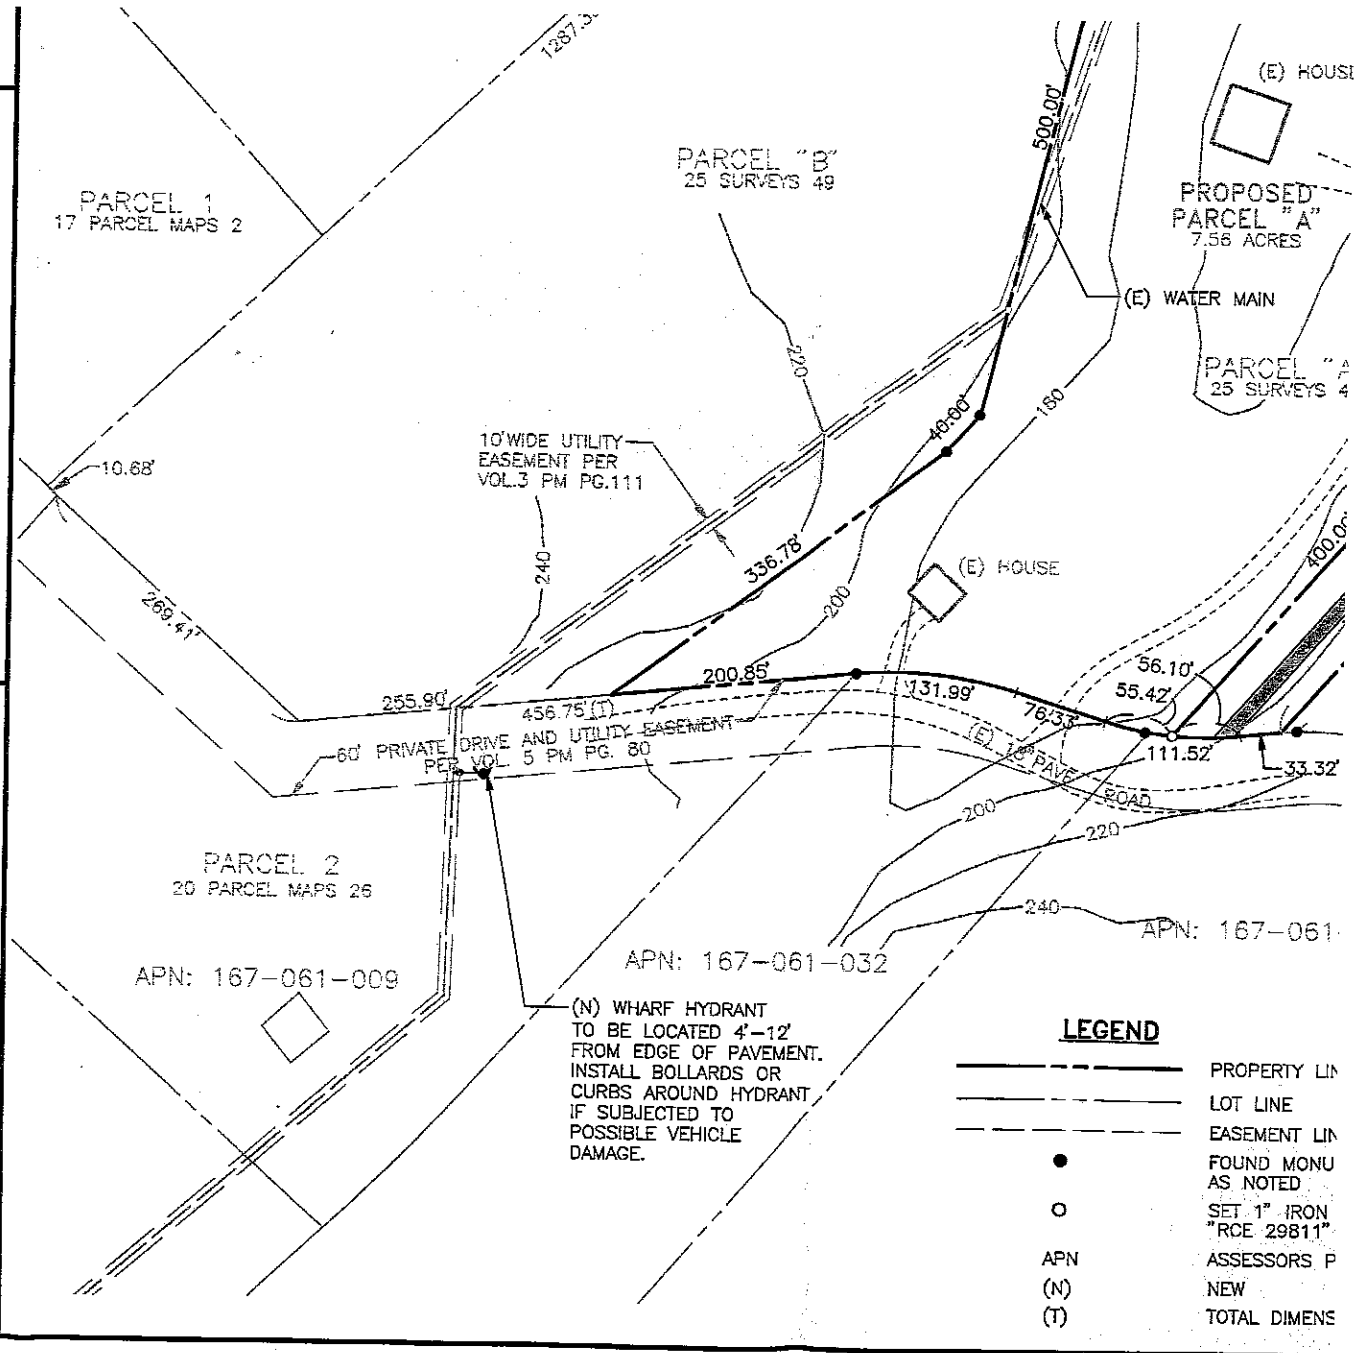 1287.5
(E) HOUSE
500.00'
PARCEL "B"
25 SURVEYS 49
PARCEL 1
17 PARCEL MAPS 2
PROPOSED
PARCEL "A"
7.56 ACRES
(E) WATER MAIN
220
PARCEL "A
25 SURVEYS 4
180
40.00'
10' WIDE UTILITY
EASEMENT PER
VOL.3 PM PG.111
10.68'
240
336.78'
400.00'
(E) HOUSE
200
269.41'
56.10'
200.85'
55.42'
131.99'
255.90'
456.75'(T)
76.33'
60' PRIVATE DRIVE AND UTILITY EASEMENT
PER VOL. 5 PM PG. 80
(E) 18' PAVE
ROAD
111.52'
33.32'
200
220
PARCEL 2
20 PARCEL MAPS 26
240
APN: 167-061-
APN: 167-061-032
APN: 167-061-009
(N) WHARF HYDRANT
TO BE LOCATED 4'-12'
FROM EDGE OF PAVEMENT.
INSTALL BOLLARDS OR
CURBS AROUND HYDRANT
IF SUBJECTED TO
POSSIBLE VEHICLE
DAMAGE.
LEGEND
PROPERTY LIN
LOT LINE
EASEMENT LIN
FOUND MONU
AS NOTED
SET 1" IRON
"RCE 29811"
APN ASSESSORS P
(N) NEW
(T) TOTAL DIMENS